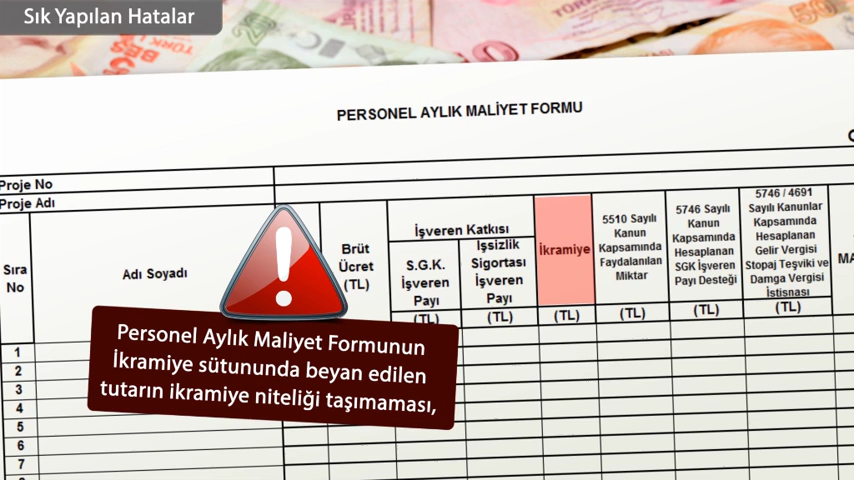 Sık Yapılan Hatalar
PERSONEL AYLIK MALİYET FORMU
Proje No
Proje Adı
Sıra
No
Adı Soyadı
Brüt
Ücret
(TL)
İşveren Katkısı
S.G.K.
İşveren
Payı
(TL)
İşsizlik
Sigortası
İşveren
Payı
(TL)
İkramiye
(TL)
5510 Sayılı
Kanun
Kapsamında
Faydalanılan
Miktar
(TL)
5746 Sayılı
Kanun
Kapsamında
Hesaplanan
SGK İşveren
Payı Desteği
(TL)
5746 / 4691
Sayılı Kanunlar
Kapsamında
Hesaplanan
Gelir Vergisi
Stopaj Teşviki ve
Damga Vergisi
İstisnası
(TL)
1
2
3
4
5
6
7
Personel Aylık Maliyet Formunun
İkramiye sütununda beyan edilen
tutarın ikramiye niteliği taşımaması,